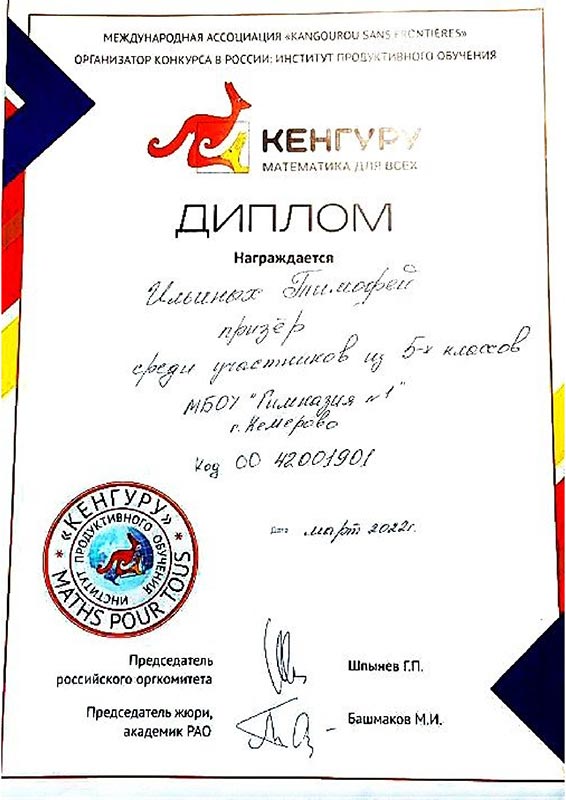 МЕЖДУНАРОДНАЯ АССОЦИАЦИЯ «KANGOUROU SANS FRONTIÈRES»
ОРГАНИЗАТОР КОНКУРСА В РОССИИ: ИНСТИТУТ ПРОДУКТИВНОГО ОБУЧЕНИЯ
КЕНГУРУ
МАТЕМАТИКА ДЛЯ ВСЕХ
ДИПЛОМ
Награждается
Ильиных Тимофей
призёр
среди участников из 5-х классов
МБОУ "Гимназия №1"
г. Кемерово
Код ОО 42001901
Дата март 2022г.
«КЕНГУРУ»
ИНСТИТУТ ПРОДУКТИВНОГО ОБУЧЕНИЯ
* MATHS POUR TOUS *
Председатель
российского оргкомитета
Шпынев Г.П.
Председатель жюри,
академик РАО
Башмаков М.И.